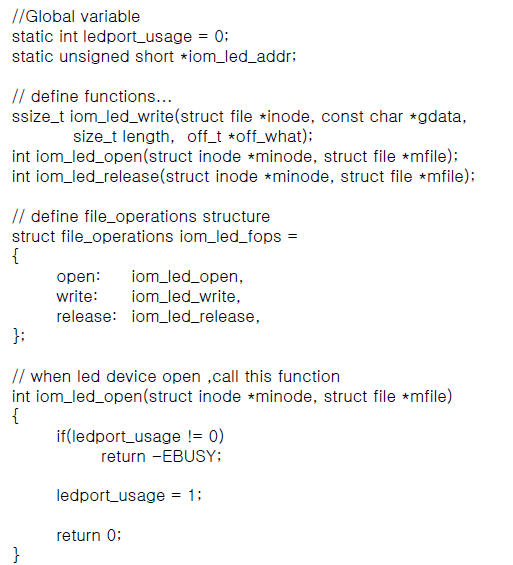 //Global variable
static int ledport_usage = 0;
static unsigned short *iom_led_addr;
// define functions...
ssize_t iom_led_write(struct file *inode, const char *gdata,
size_t length, off_t *off_what);
int iom_led_open(struct inode *minode, struct file *mfile);
int iom_led_release(struct inode *minode, struct file *mfile);
// define file_operations structure
struct file_operations iom_led_fops =
{
open: iom_led_open,
write: iom_led_write,
release: iom_led_release,
};
// when led device open ,call this function
int iom_led_open(struct inode *minode, struct file *mfile)
{
if(ledport_usage != 0)
return -EBUSY;
ledport_usage = 1;
return 0;
}